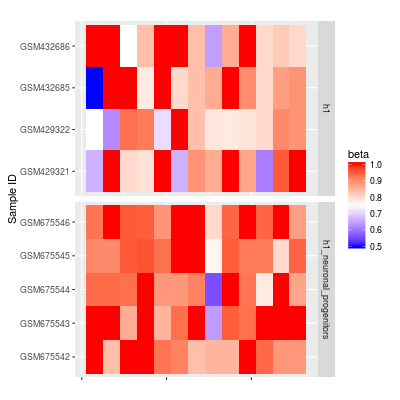 Sample ID
GSM432686
GSM432685
GSM429322
GSM429321
h1
GSM675546
GSM675545
GSM675544
GSM675543
GSM675542
h1_neuronal_progenitors
beta
1.0
0.9
0.8
0.7
0.6
0.5